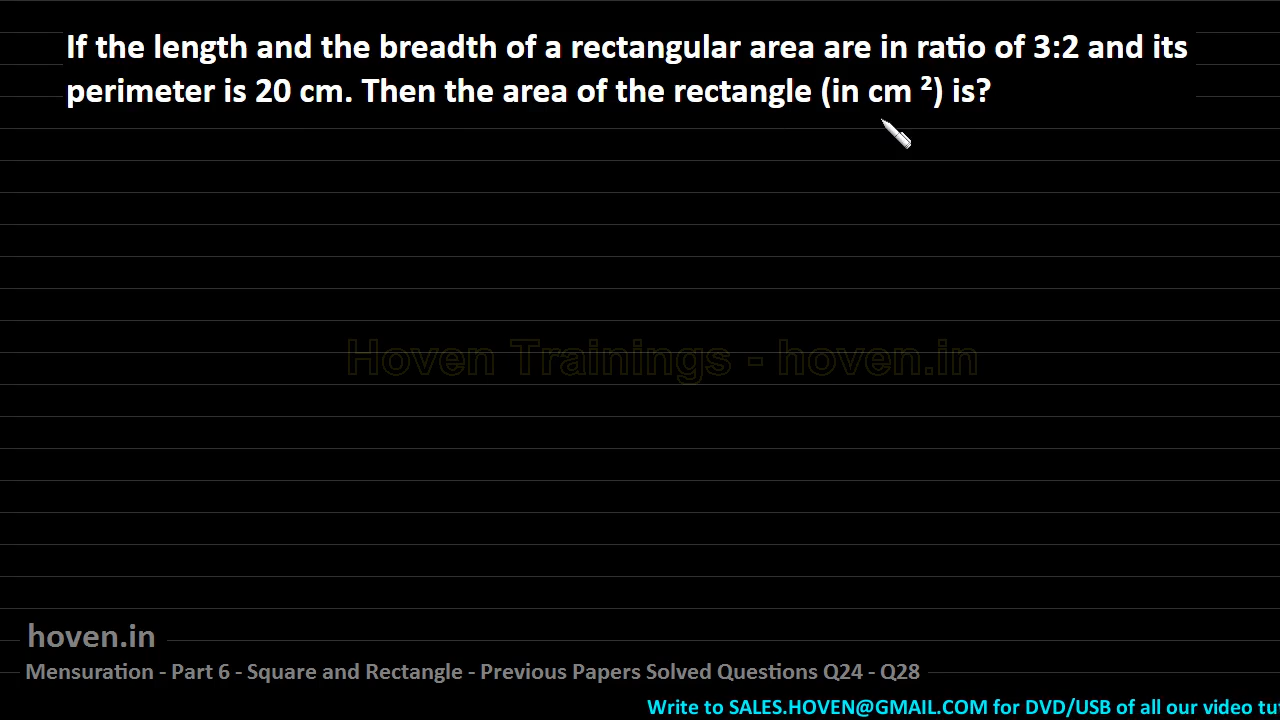 If the length and the breadth of a rectangular area are in ratio of 3:2 and its
perimeter is 20 cm. Then the area of the rectangle (in cm ²) is?
Hoven Trainings - hoven.in
hoven.in
Mensuration - Part 6 - Square and Rectangle - Previous Papers Solved Questions Q24 - Q28
Write to SALES.HOVEN@GMAIL.COM for DVD/USB of all our video tu